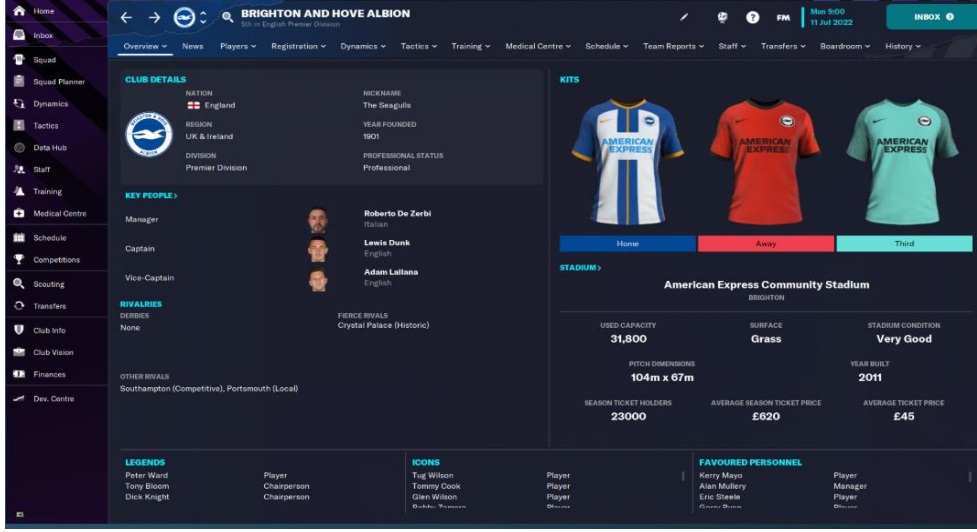 Home
Inbox
Squad
Squad Planner
Dynamics
Tactics
Data Hub
Staff
Training
Medical Centre
Schedule
Competitions
Scouting
Transfers
Club Info
Club Vision
Finances
Dev. Centre
BRIGHTON AND HOVE ALBION
5th in English Premier Division
FM
Mon 9:00
11 Jul 2022
INBOX
Overview News Players Registration Dynamics Tactics Training Medical Centre Schedule Team Reports Staff Transfers Boardroom History
CLUB DETAILS
NATION
England
NICKNAME
The Seagulls
REGION
UK & Ireland
YEAR FOUNDED
1901
DIVISION
Premier Division
PROFESSIONAL STATUS
Professional
KEY PEOPLE>
Manager
Roberto De Zerbi
Italian
Captain
Lewis Dunk
English
Vice-Captain
Adam Lallana
English
RIVALRIES
DERBIES
None
FIERCE RIVALS
Crystal Palace (Historic)
OTHER RIVALS
Southampton (Competitive), Portsmouth (Local)
KITS
AMERICAN
EXPRESS
AMERICAN
EXPRESS
AMERICAN
EXPRESS
Home
Away
Third
STADIUM>
American Express Community Stadium
BRIGHTON
USED CAPACITY
31,800
SURFACE
Grass
STADIUM CONDITION
Very Good
PITCH DIMENSIONS
104m x 67m
YEAR BUILT
2011
SEASON TICKET HOLDERS
23000
AVERAGE SEASON TICKET PRICE
£620
AVERAGE TICKET PRICE
£45
LEGENDS
Peter Ward Player
Tony Bloom Chairperson
Dick Knight Chairperson
ICONS
Tug Wilson Player
Tommy Cook Player
Glen Wilson Player
Bobby Zamora Player
FAVOURED PERSONNEL
Kerry Mayo Player
Alan Mullery Manager
Eric Steele Player
Gerry Ryan Player